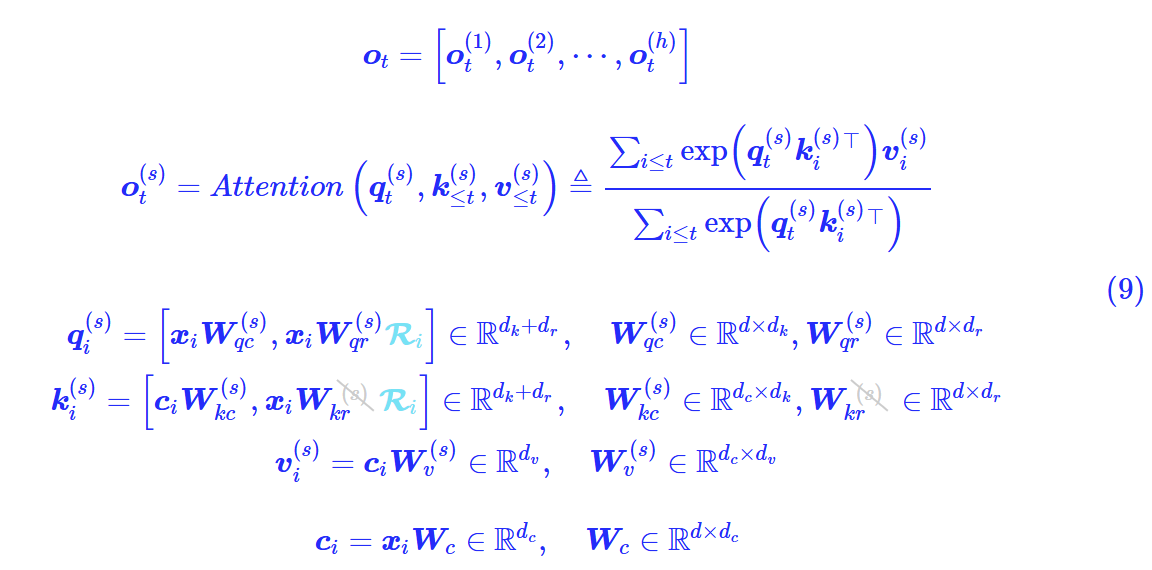 $\boldsymbol{o}_t = \left[\boldsymbol{o}_t^{(1)}, \boldsymbol{o}_t^{(2)}, \cdots, \boldsymbol{o}_t^{(h)}\right]$
$\boldsymbol{o}_t^{(s)} = Attention\left(\boldsymbol{q}_t^{(s)}, \boldsymbol{k}_{\leq t}^{(s)}, \boldsymbol{v}_{\leq t}^{(s)}\right) \triangleq \frac{\sum_{i\leq t} \exp\left(\boldsymbol{q}_t^{(s)} \boldsymbol{k}_i^{(s)\top}\right) \boldsymbol{v}_i^{(s)}}{\sum_{i\leq t} \exp\left(\boldsymbol{q}_t^{(s)} \boldsymbol{k}_i^{(s)\top}\right)}$
(9)
$\boldsymbol{q}_i^{(s)} = \left[\boldsymbol{x}_i \boldsymbol{W}_{qc}^{(s)}, \boldsymbol{x}_i \boldsymbol{W}_{qr}^{(s)} \boldsymbol{\mathcal{R}}_i\right] \in \mathbb{R}^{d_k+d_r}, \quad \boldsymbol{W}_{qc}^{(s)} \in \mathbb{R}^{d\times d_k}, \boldsymbol{W}_{qr}^{(s)} \in \mathbb{R}^{d\times d_r}$
$\boldsymbol{k}_i^{(s)} = \left[\boldsymbol{c}_i \boldsymbol{W}_{kc}^{(s)}, \boldsymbol{x}_i \boldsymbol{W}_{kr}^{\cancel{(s)}} \boldsymbol{\mathcal{R}}_i\right] \in \mathbb{R}^{d_k+d_r}, \quad \boldsymbol{W}_{kc}^{(s)} \in \mathbb{R}^{d_c\times d_k}, \boldsymbol{W}_{kr}^{\cancel{(s)}} \in \mathbb{R}^{d\times d_r}$
$\boldsymbol{v}_i^{(s)} = \boldsymbol{c}_i \boldsymbol{W}_v^{(s)} \in \mathbb{R}^{d_v}, \quad \boldsymbol{W}_v^{(s)} \in \mathbb{R}^{d_c\times d_v}$
$\boldsymbol{c}_i = \boldsymbol{x}_i \boldsymbol{W}_c \in \mathbb{R}^{d_c}, \quad \boldsymbol{W}_c \in \mathbb{R}^{d\times d_c}$